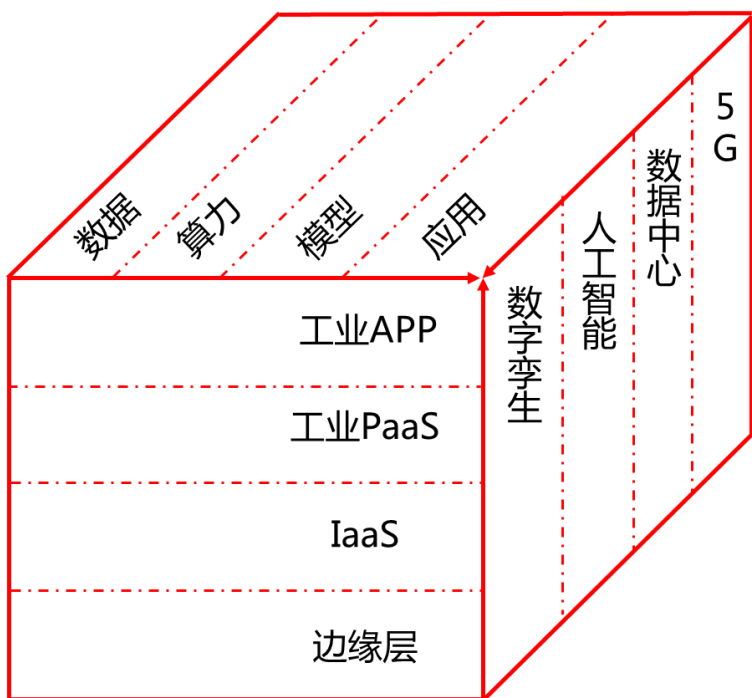 数据
算力
模型
应用
工业APP
工业PaaS
IaaS
边缘层
数字孪生
人工智能
数据中心
5G